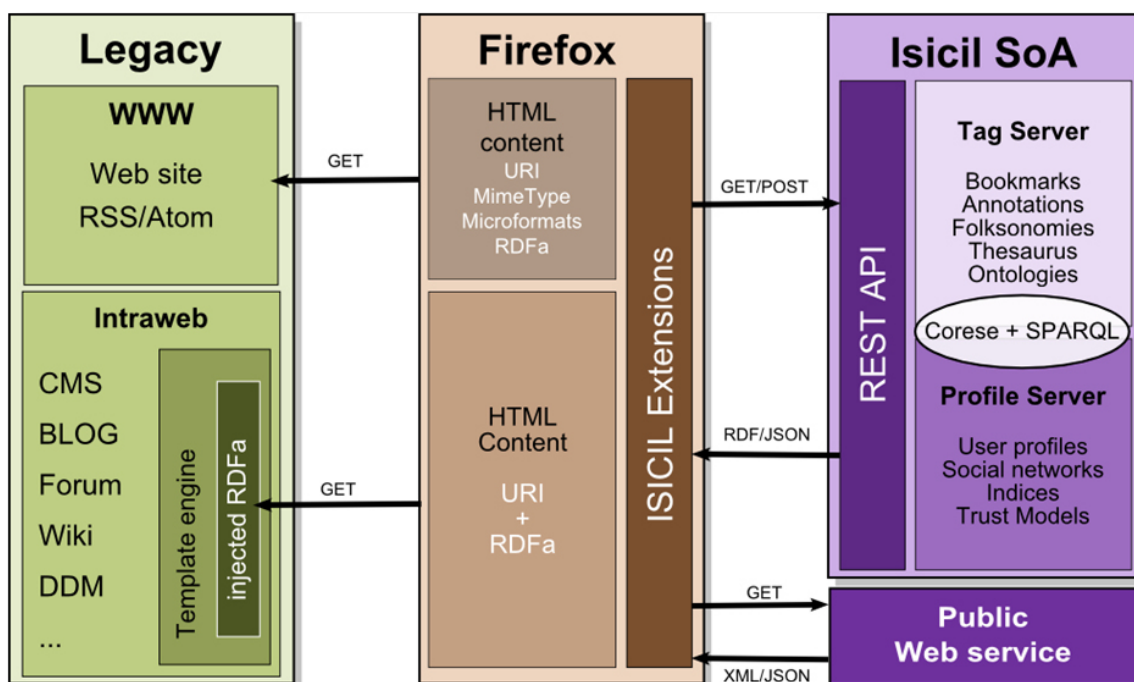 Legacy
WWW
Web site
RSS/Atom
Intraweb
CMS
BLOG
Forum
Wiki
DDM
...
Template engine
injected RDFa
GET
GET
Firefox
HTML
content
URI
MimeType
Microformats
RDFa
HTML
Content
URI
+
RDFa
ISICIL Extensions
GET/POST
RDF/JSON
GET
XML/JSON
Isicil SoA
REST API
Tag Server
Bookmarks
Annotations
Folksonomies
Thesaurus
Ontologies
Corese + SPARQL
Profile Server
User profiles
Social networks
Indices
Trust Models
Public
Web service